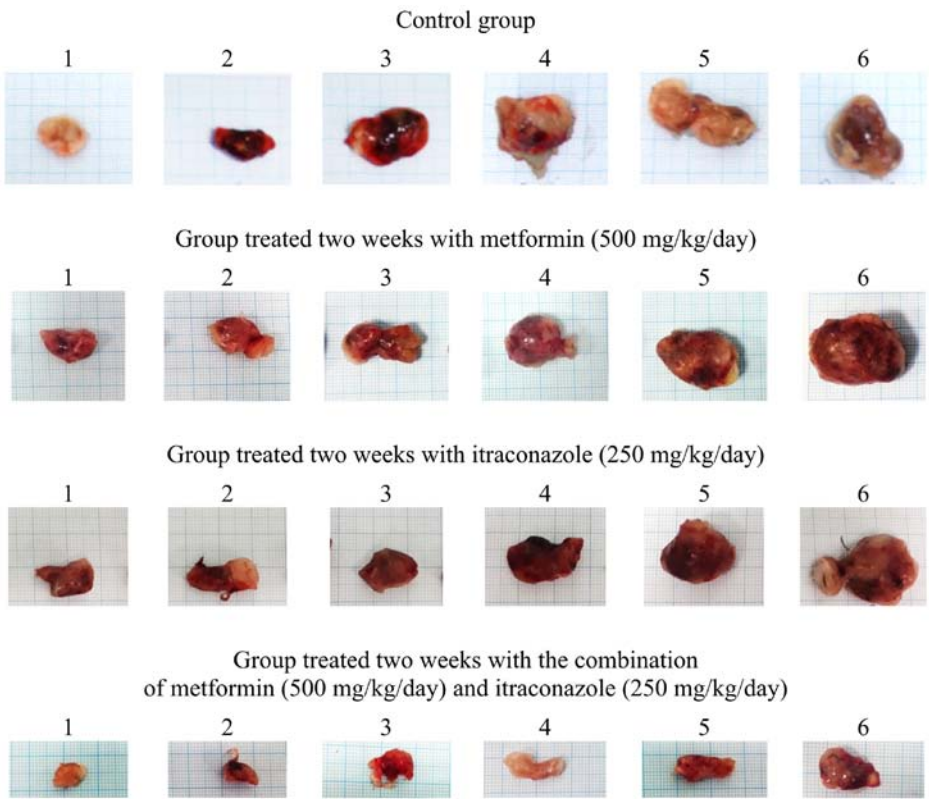 Control group
1 2 3 4 5 6
Group treated two weeks with metformin (500 mg/kg/day)
1 2 3 4 5 6
Group treated two weeks with itraconazole (250 mg/kg/day)
1 2 3 4 5 6
Group treated two weeks with the combination
of metformin (500 mg/kg/day) and itraconazole (250 mg/kg/day)
1 2 3 4 5 6